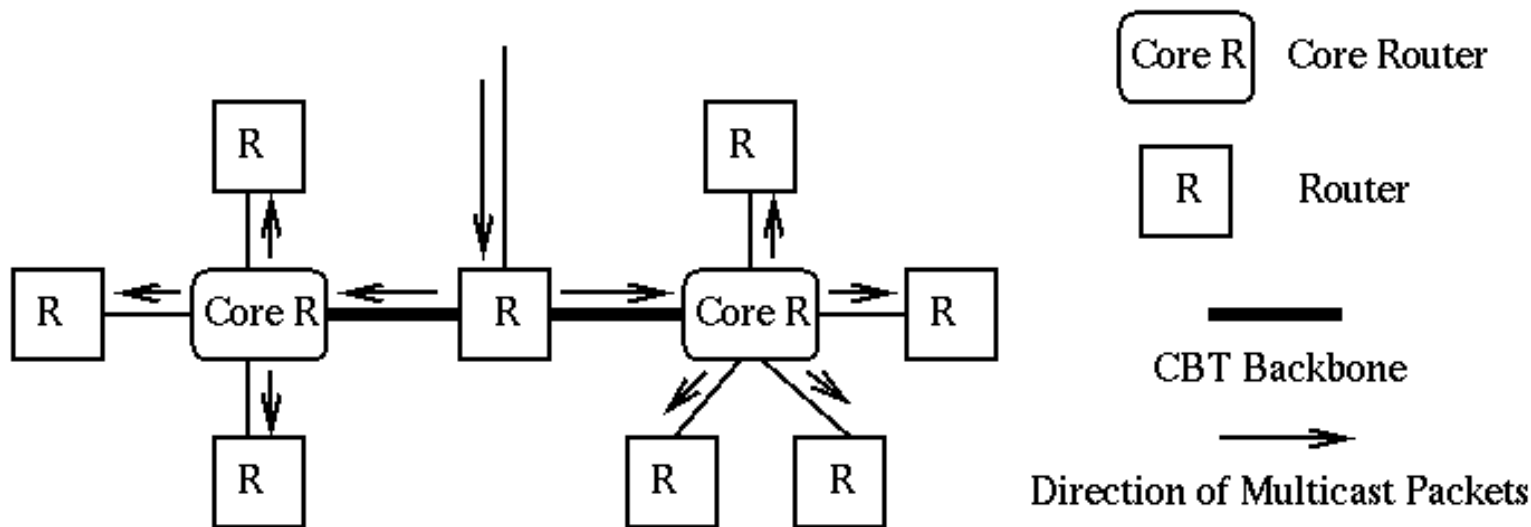 Core R Core Router
R R
R Router
R Core R R Core R R
CBT Backbone
R R R
Direction of Multicast Packets